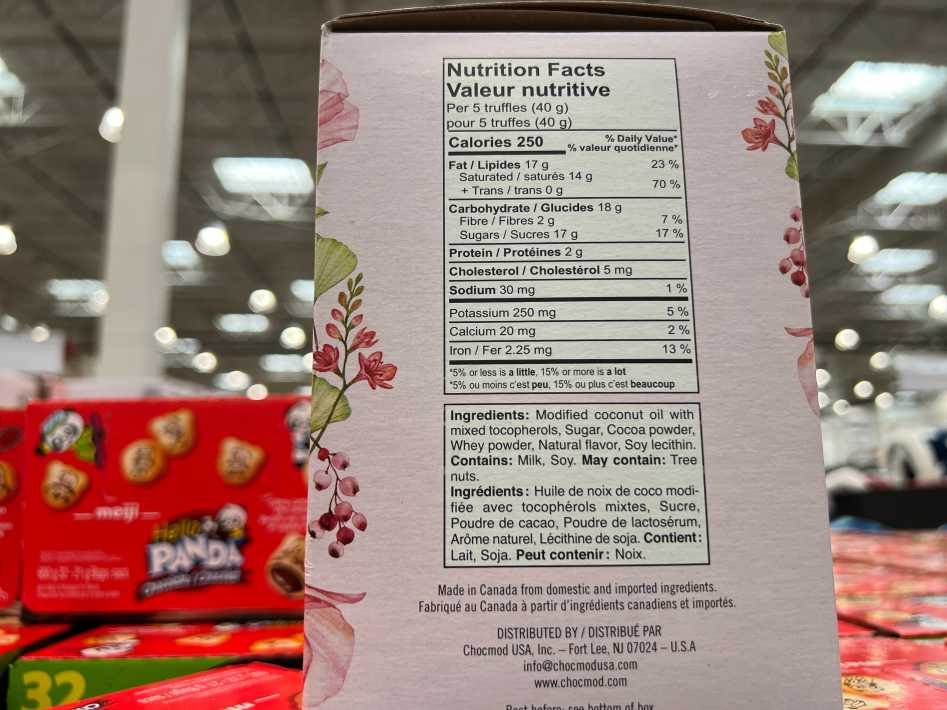 Nutrition Facts
Valeur nutritive
Per 5 truffles (40 g)
pour 5 truffes (40 g)
Calories 250
% Daily Value*
% valeur quotidienne*
Fat / Lipides 17 g 23 %
Saturated / saturés 14 g
+ Trans / trans 0 g 70 %
Carbohydrate / Glucides 18 g
Fibre / Fibres 2 g 7 %
Sugars / Sucres 17 g 17 %
Protein / Protéines 2 g
Cholesterol / Cholestérol 5 mg
Sodium 30 mg 1 %
Potassium 250 mg 5 %
Calcium 20 mg 2 %
Iron / Fer 2.25 mg 13 %
*5% or less is a little, 15% or more is a lot
*5% ou moins c'est peu, 15% ou plus c'est beaucoup
Ingredients: Modified coconut oil with
mixed tocopherols, Sugar, Cocoa powder,
Whey powder, Natural flavor, Soy lecithin.
Contains: Milk, Soy. May contain: Tree
nuts.
Ingrédients : Huile de noix de coco modi-
fiée avec tocophérols mixtes, Sucre,
Poudre de cacao, Poudre de lactosérum,
Arôme naturel, Lécithine de soja. Contient :
Lait, Soja. Peut contenir : Noix.
Made in Canada from domestic and imported ingredients.
Fabriqué au Canada à partir d'ingrédients canadiens et importés.
DISTRIBUTED BY / DISTRIBUÉ PAR
Chocmod USA, Inc. – Fort Lee, NJ 07024 – U.S.A
info@chocmodusa.com
www.chocmod.com
Best before: see bottom of box
meiji
Hello
PANDA
32